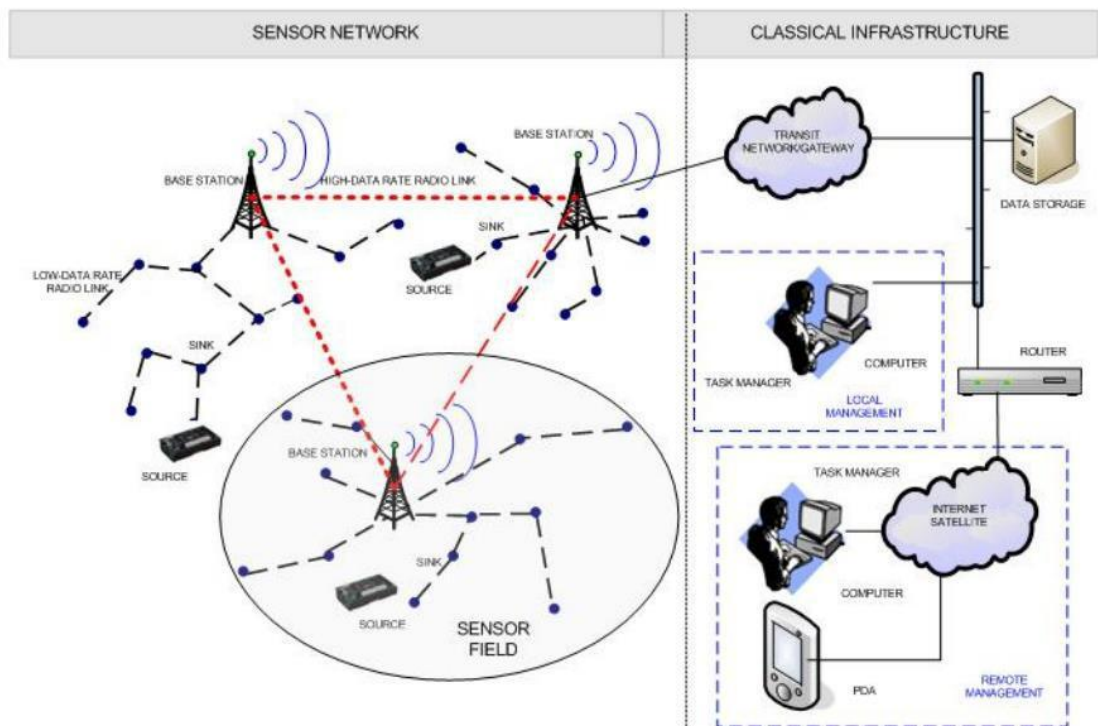 SENSOR NETWORK
CLASSICAL INFRASTRUCTURE
BASE STATION
TRANSIT
NETWORK/GATEWAY
BASE STATION
HIGH-DATA RATE RADIO LINK
DATA STORAGE
SINK
LOW-DATA RATE
RADIO LINK
SOURCE
SINK
COMPUTER
ROUTER
TASK MANAGER
LOCAL
MANAGEMENT
SOURCE
BASE STATION
TASK MANAGER
INTERNET
SATELLITE
SINK
COMPUTER
SOURCE
SENSOR
FIELD
PDA
REMOTE
MANAGEMENT